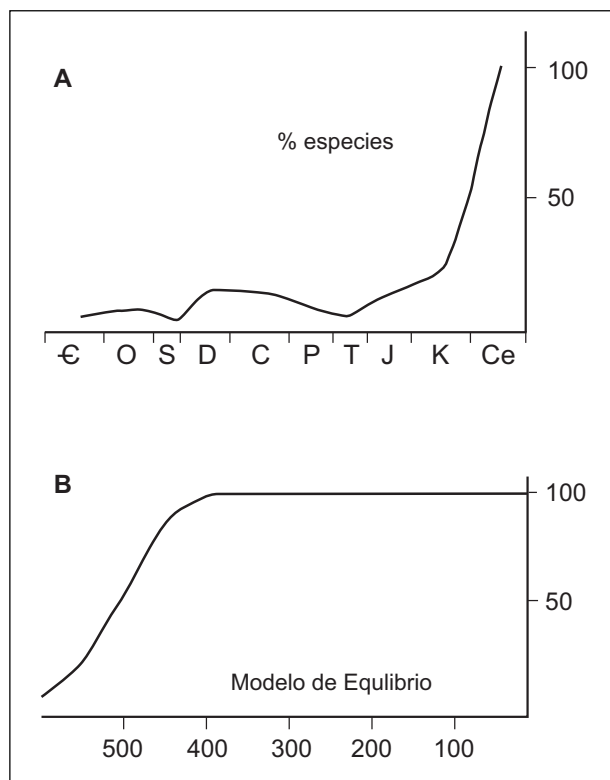 A
100
% especies
50
Ꞓ O S D C P T J K Ce
B
100
50
Modelo de Equlibrio
500 400 300 200 100